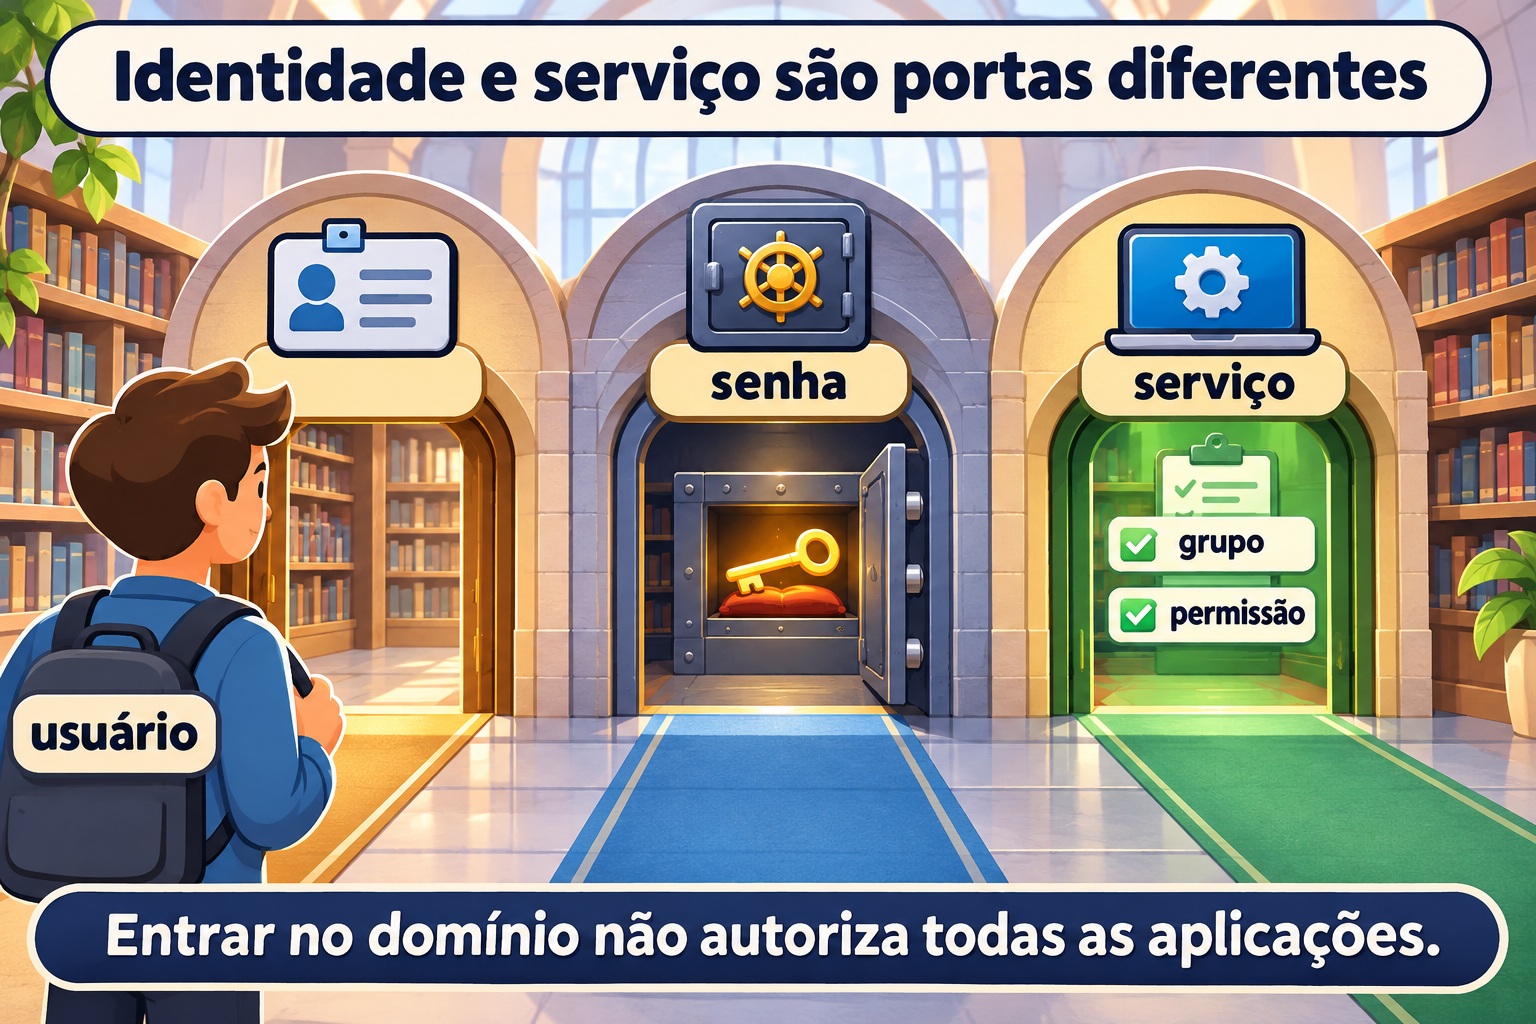 Identidade e serviço são portas diferentes
senha
serviço
grupo
permissão
usuário
Entrar no domínio não autoriza todas as aplicações.